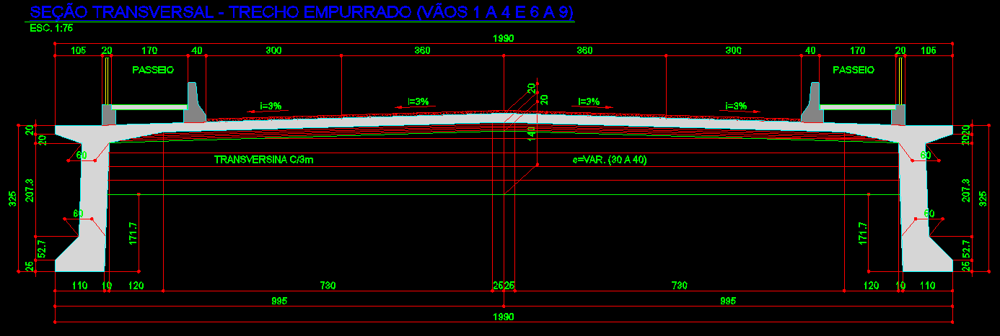 SEÇÃO TRANSVERSAL - TRECHO EMPURRADO (VÃOS 1 A 4 E 6 A 9)
ESC. 1:75
1990
105 20 170 40 300 360 360 300 40 170 20 105
PASSEIO PASSEIO
i=3% i=3% i=3% i=3%
20
20
140
20 20 2020
60 60
TRANSVERSINA C/3m e=VAR. (30 A 40)
325 207.3 207.3 325
60 60
171.7 171.7
52.7 52.7
25 25
110 10 120 730 25 25 730 120 10 110
995 995
1990